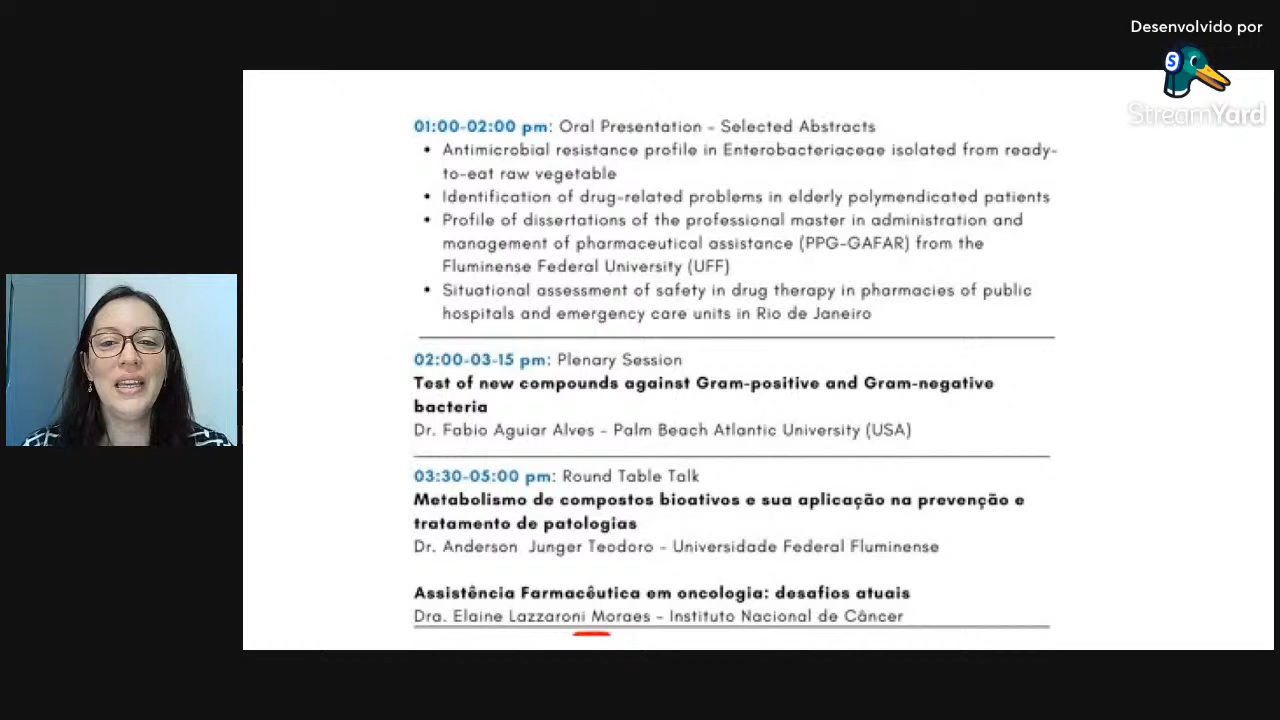 Desenvolvido por
S
StreamYard
01:00-02:00 pm: Oral Presentation - Selected Abstracts
• Antimicrobial resistance profile in Enterobacteriaceae isolated from ready-
to-eat raw vegetable
• Identification of drug-related problems in elderly polymendicated patients
• Profile of dissertations of the professional master in administration and
management of pharmaceutical assistance (PPG-GAFAR) from the
Fluminense Federal University (UFF)
• Situational assessment of safety in drug therapy in pharmacies of public
hospitals and emergency care units in Rio de Janeiro
02:00-03-15 pm: Plenary Session
Test of new compounds against Gram-positive and Gram-negative
bacteria
Dr. Fabio Aguiar Alves - Palm Beach Atlantic University (USA)
03:30-05:00 pm: Round Table Talk
Metabolismo de compostos bioativos e sua aplicação na prevenção e
tratamento de patologias
Dr. Anderson Junger Teodoro - Universidade Federal Fluminense
Assistência Farmacêutica em oncologia: desafios atuais
Dra. Elaine Lazzaroni Moraes - Instituto Nacional de Câncer